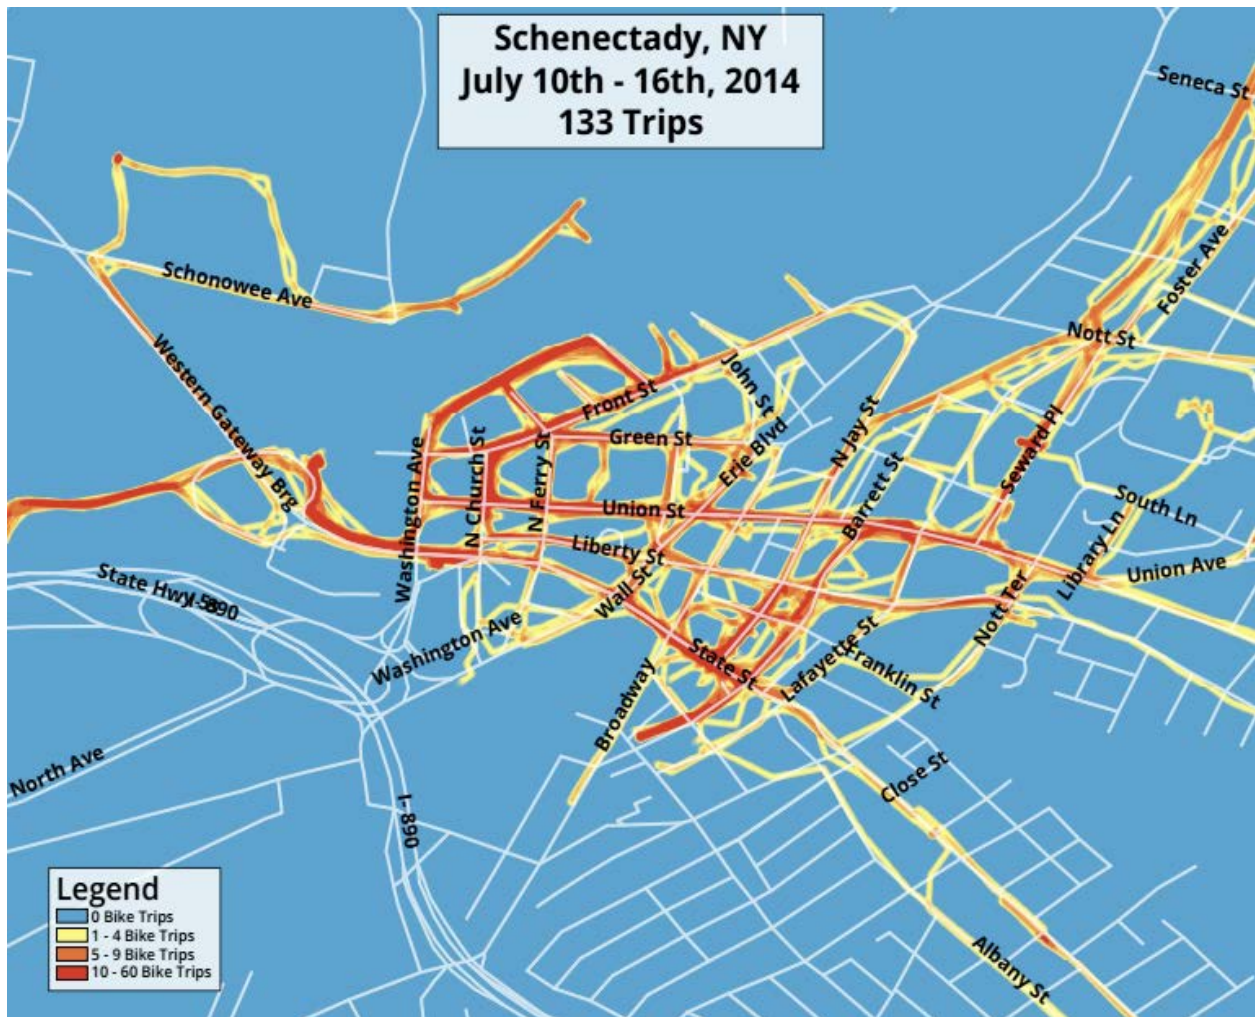 Schenectady, NY
July 10th - 16th, 2014
133 Trips
Seneca St
Schonowee Ave
Foster Ave
Nott St
Western Gateway Brg
John St
Front St
N Jay St
Seward Pl
Green St
Erie Blvd
Washington Ave
N Church St
N Ferry St
Barrett St
South Ln
Union St
Library Ln
Liberty St
Union Ave
Wall St
State Hwy 5
I-890
Nott Ter
Washington Ave
State St
Lafayette St
Franklin St
Broadway
North Ave
Close St
I-890
Albany St
Legend
0 Bike Trips
1 - 4 Bike Trips
5 - 9 Bike Trips
10 - 60 Bike Trips